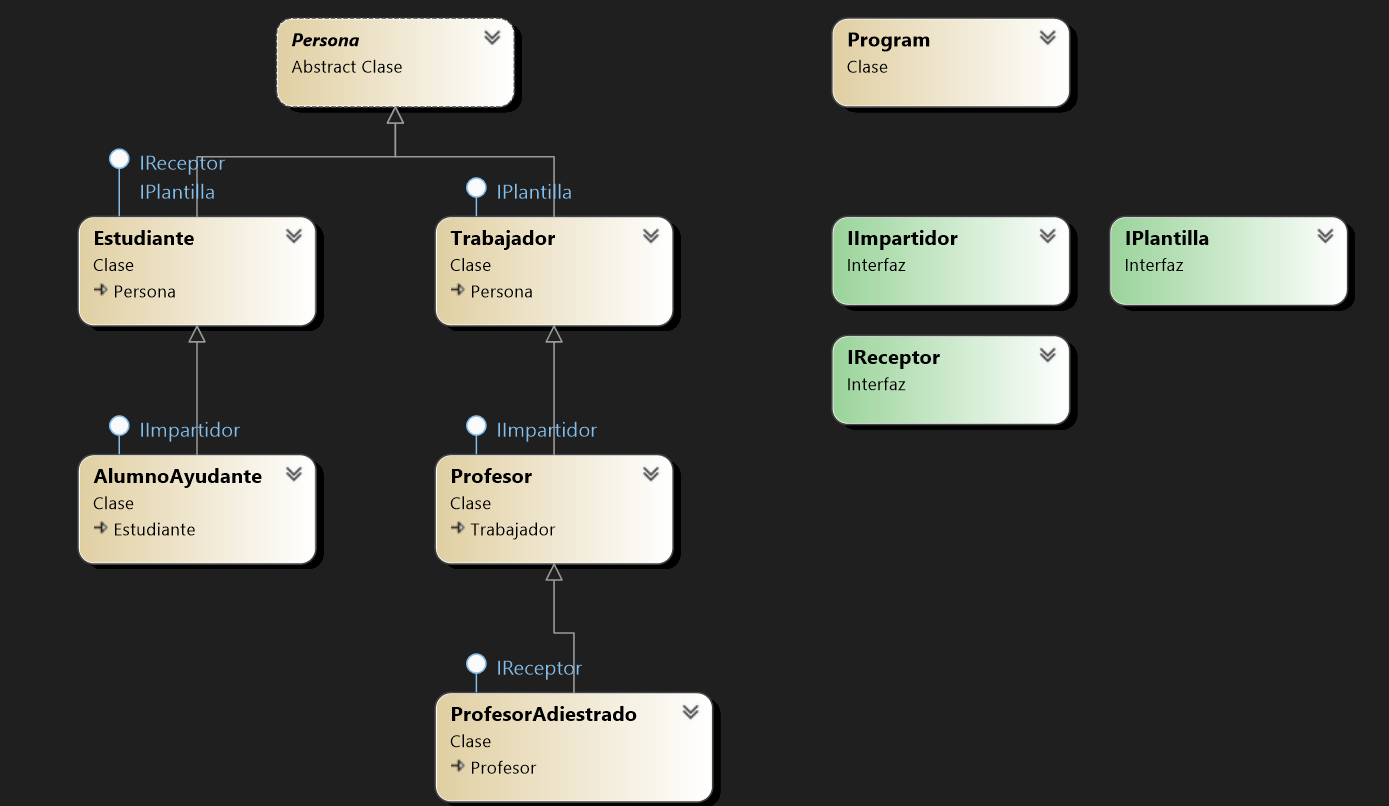 Persona
Abstract Clase
Program
Clase
IReceptor
IPlantilla
IPlantilla
Estudiante
Clase
Persona
Trabajador
Clase
Persona
IImpartidor
Interfaz
IPlantilla
Interfaz
IReceptor
Interfaz
IImpartidor
IImpartidor
AlumnoAyudante
Clase
Estudiante
Profesor
Clase
Trabajador
IReceptor
ProfesorAdiestrado
Clase
Profesor